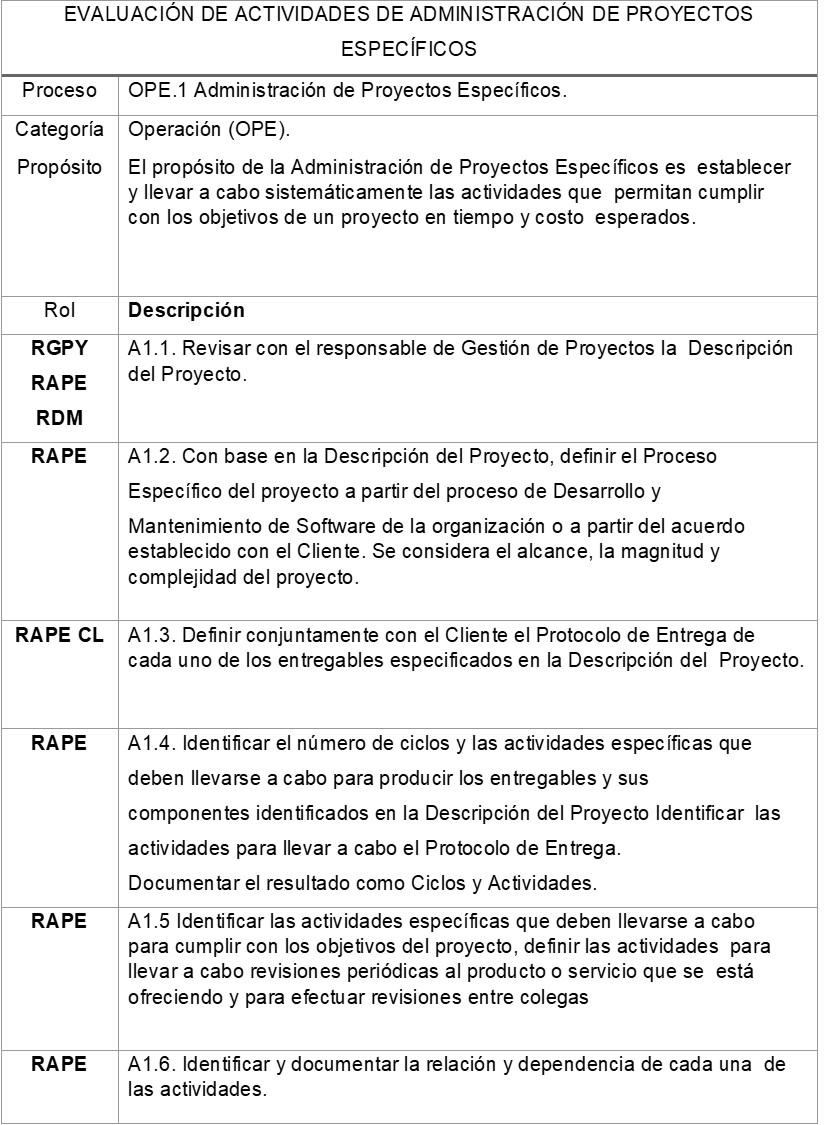 EVALUACIÓN DE ACTIVIDADES DE ADMINISTRACIÓN DE PROYECTOS
ESPECÍFICOS
Proceso OPE.1 Administración de Proyectos Específicos.
Categoría Operación (OPE).
Propósito El propósito de la Administración de Proyectos Específicos es establecer
y llevar a cabo sistemáticamente las actividades que permitan cumplir
con los objetivos de un proyecto en tiempo y costo esperados.
Rol Descripción
RGPY A1.1. Revisar con el responsable de Gestión de Proyectos la Descripción
del Proyecto.
RAPE
RDM
RAPE A1.2. Con base en la Descripción del Proyecto, definir el Proceso
Específico del proyecto a partir del proceso de Desarrollo y
Mantenimiento de Software de la organización o a partir del acuerdo
establecido con el Cliente. Se considera el alcance, la magnitud y
complejidad del proyecto.
RAPE CL A1.3. Definir conjuntamente con el Cliente el Protocolo de Entrega de
cada uno de los entregables especificados en la Descripción del Proyecto.
RAPE A1.4. Identificar el número de ciclos y las actividades específicas que
deben llevarse a cabo para producir los entregables y sus
componentes identificados en la Descripción del Proyecto Identificar las
actividades para llevar a cabo el Protocolo de Entrega.
Documentar el resultado como Ciclos y Actividades.
RAPE A1.5 Identificar las actividades específicas que deben llevarse a cabo
para cumplir con los objetivos del proyecto, definir las actividades para
llevar a cabo revisiones periódicas al producto o servicio que se está
ofreciendo y para efectuar revisiones entre colegas
RAPE A1.6. Identificar y documentar la relación y dependencia de cada una de
las actividades.